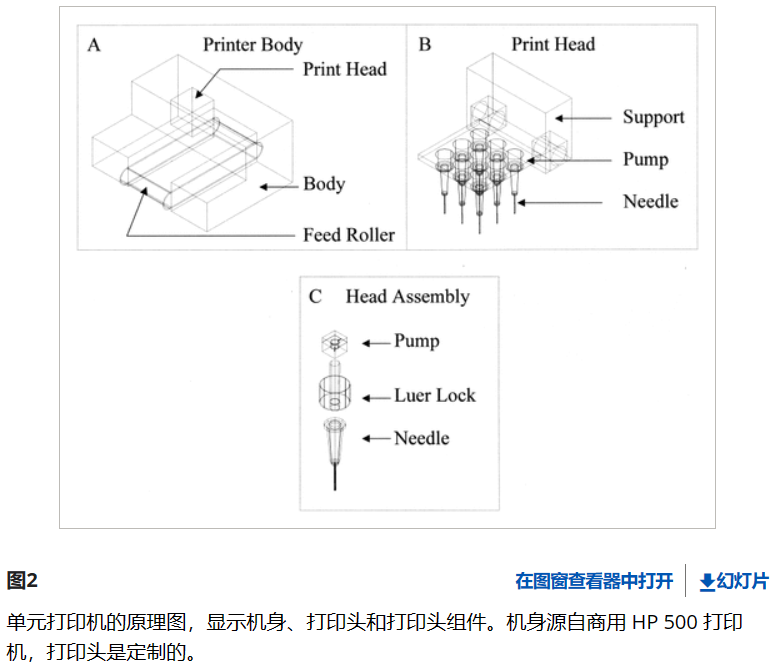 A
Printer Body
Print Head
Body
Feed Roller
B
Print Head
Support
Pump
Needle
C
Head Assembly
Pump
Luer Lock
Needle
图2
在图窗查看器中打开
幻灯片
单元打印机的原理图，显示机身、打印头和打印头组件。机身源自商用 HP 500 打印
机，打印头是定制的。